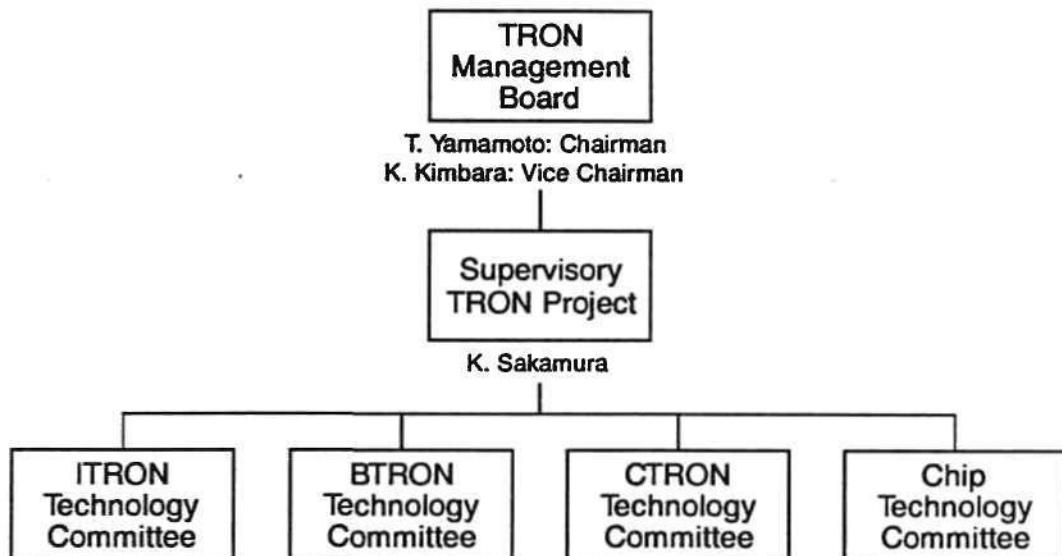 TRON
Management
Board
T. Yamamoto: Chairman
K. Kimbara: Vice Chairman
Supervisory
TRON Project
K. Sakamura
ITRON
Technology
Committee
BTRON
Technology
Committee
CTRON
Technology
Committee
Chip
Technology
Committee